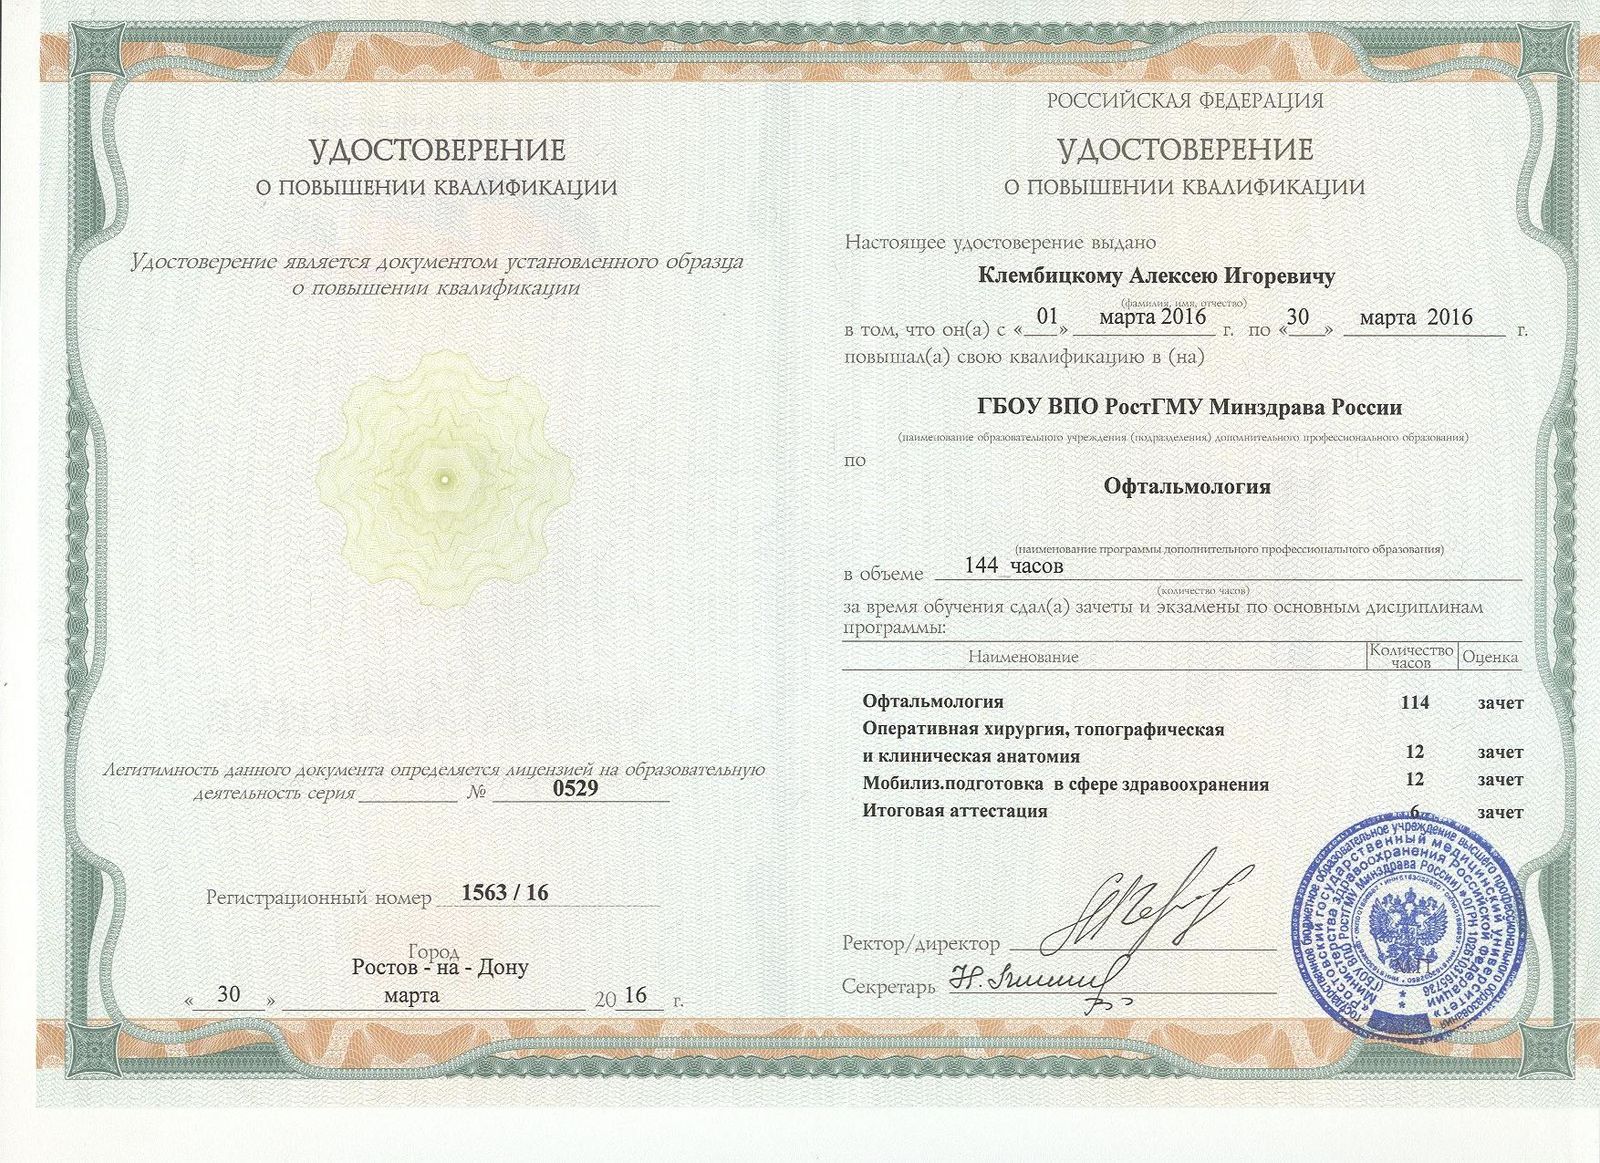 УДОСТОВЕРЕНИЕ
О ПОВЫШЕНИИ КВАЛИФИКАЦИИ
Удостоверение является документом установленного образца
о повышении квалификации
Легитимность данного документа определяется лицензией на образовательную
деятельность серия ________ № 0529
Регистрационный номер 1563 / 16
Город
Ростов - на - Дону
« 30 » марта 20 16 г.
РОССИЙСКАЯ ФЕДЕРАЦИЯ
УДОСТОВЕРЕНИЕ
О ПОВЫШЕНИИ КВАЛИФИКАЦИИ
Настоящее удостоверение выдано
Клембицкому Алексею Игоревичу
(фамилия, имя, отчество)
в том, что он(а) с « 01 » марта 2016 г. по « 30 » марта 2016 г.
повышал(а) свою квалификацию в (на)
ГБОУ ВПО РостГМУ Минздрава России
(наименование образовательного учреждения (подразделения) дополнительного профессионального образования)
по
Офтальмология
(наименование программы дополнительного профессионального образования)
в объеме 144 часов
(количество часов)
за время обучения сдал(а) зачеты и экзамены по основным дисциплинам
программы:
Наименование Количество часов Оценка
Офтальмология 114 зачет
Оперативная хирургия, топографическая
и клиническая анатомия 12 зачет
Мобилиз.подготовка в сфере здравоохранения 12 зачет
Итоговая аттестация 6 зачет
Ректор/директор
Секретарь
М.П.
государственное бюджетное образовательное учреждение высшего профессионального образования
«Ростовский государственный медицинский университет»
Министерства здравоохранения Российской Федерации
(ГБОУ ВПО РостГМУ Минздрава России) * ОГРН 1026103165736